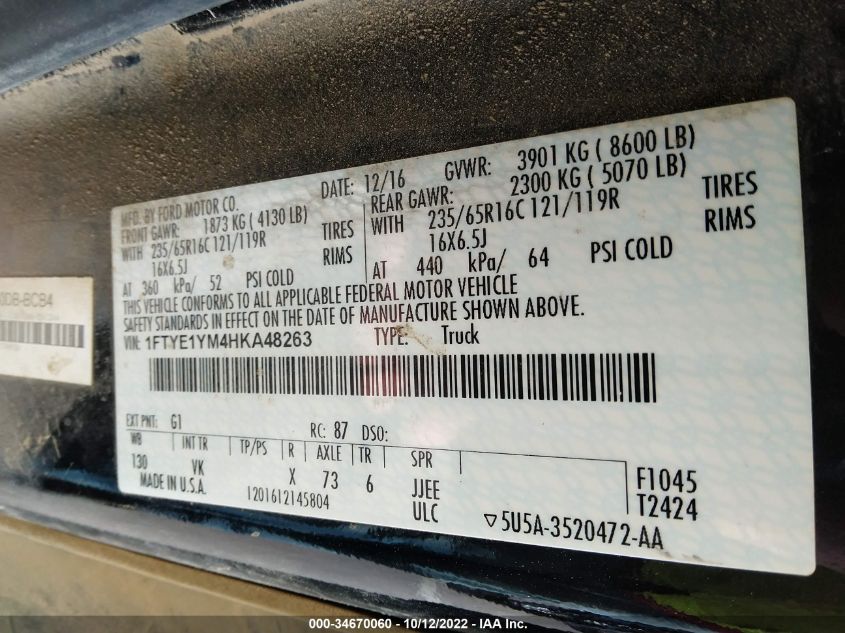 MFD. BY FORD MOTOR CO.
DATE: 12/16 GVWR: 3901 KG ( 8600 LB)
FRONT GAWR: 1873 KG ( 4130 LB)
WITH 235/65R16C 121/119R TIRES
16X6.5J RIMS
AT 360 kPa/ 52 PSI COLD
REAR GAWR: 2300 KG ( 5070 LB)
WITH 235/65R16C 121/119R TIRES
16X6.5J RIMS
AT 440 kPa/ 64 PSI COLD
THIS VEHICLE CONFORMS TO ALL APPLICABLE FEDERAL MOTOR VEHICLE
SAFETY STANDARDS IN EFFECT ON THE DATE OF MANUFACTURE SHOWN ABOVE.
VIN: 1FTYE1YM4HKA48263 TYPE: Truck
EXT PNT: G1 RC: 87 DSO:
WB INT TR TP/PS R AXLE TR SPR
130 VK X 73 6 JJEE F1045
MADE IN U.S.A. 1201612145804 ULC T2424
▽5U5A-3520472-AA
000-34670060 - 10/12/2022 - IAA Inc.